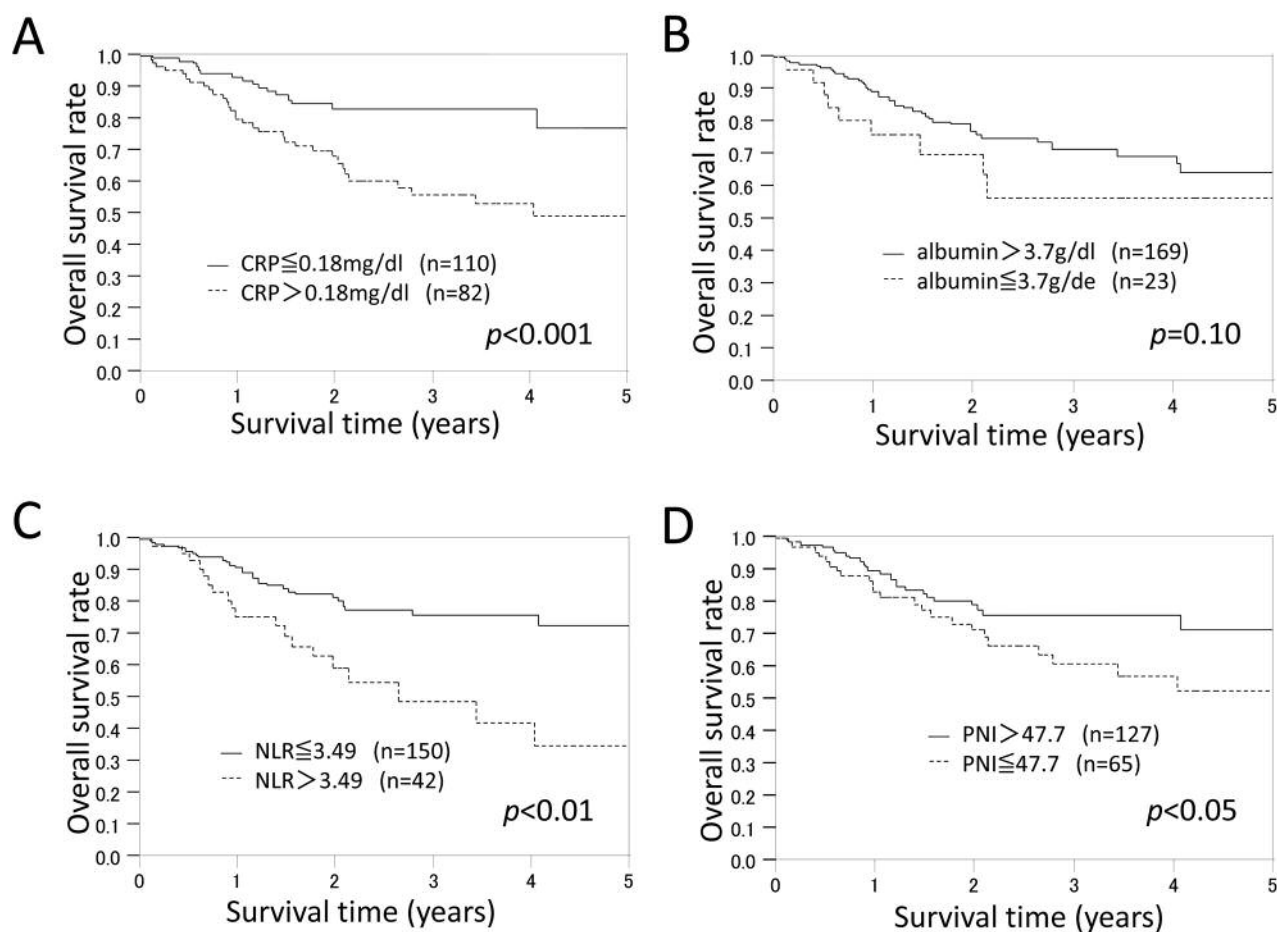 A
Overall survival rate
1.0
0.9
0.8
0.7
0.6
0.5
0.4
0.3
0.2
0.1
0.0
CRP≦0.18mg/dl (n=110)
CRP>0.18mg/dl (n=82)
p<0.001
0 1 2 3 4 5
Survival time (years)
B
Overall survival rate
1.0
0.9
0.8
0.7
0.6
0.5
0.4
0.3
0.2
0.1
0.0
albumin>3.7g/dl (n=169)
albumin≦3.7g/de (n=23)
p=0.10
0 1 2 3 4 5
Survival time (years)
C
Overall survival rate
1.0
0.9
0.8
0.7
0.6
0.5
0.4
0.3
0.2
0.1
0.0
NLR≦3.49 (n=150)
NLR>3.49 (n=42)
p<0.01
0 1 2 3 4 5
Survival time (years)
D
Overall survival rate
1.0
0.9
0.8
0.7
0.6
0.5
0.4
0.3
0.2
0.1
0.0
PNI>47.7 (n=127)
PNI≦47.7 (n=65)
p<0.05
0 1 2 3 4 5
Survival time (years)